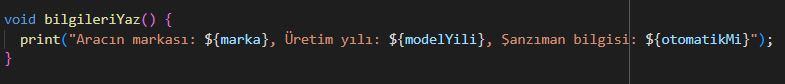 void bilgileriYaz() {
  print("Aracın markası: ${marka}, Üretim yılı: ${modelYili}, Şanzıman bilgisi: ${otomatikMi}");
}